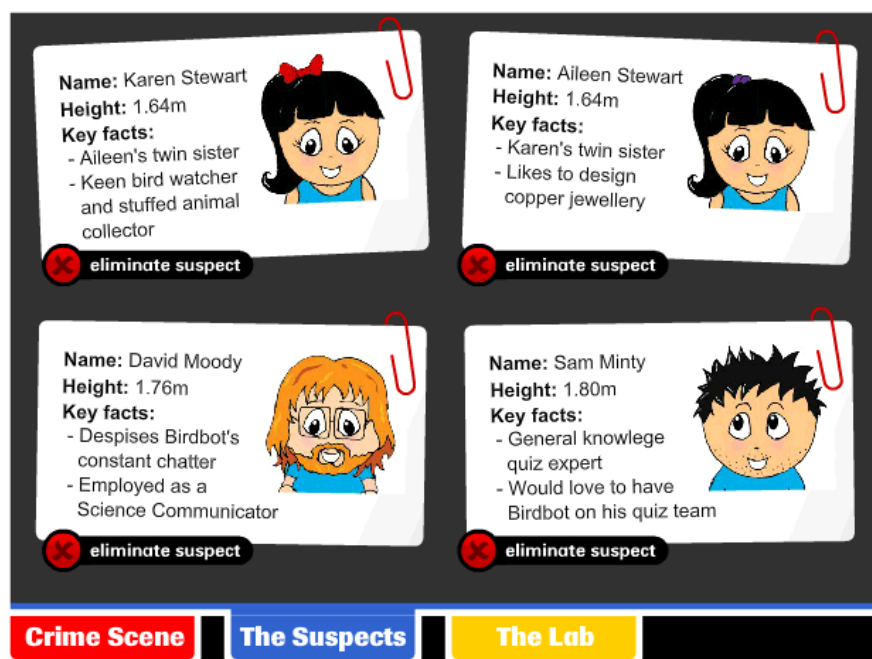 Name: Karen Stewart
Height: 1.64m
Key facts:
- Aileen's twin sister
- Keen bird watcher
and stuffed animal
collector
eliminate suspect
Name: Aileen Stewart
Height: 1.64m
Key facts:
- Karen's twin sister
- Likes to design
copper jewellery
eliminate suspect
Name: David Moody
Height: 1.76m
Key facts:
- Despises Birdbot's
constant chatter
- Employed as a
Science Communicator
eliminate suspect
Name: Sam Minty
Height: 1.80m
Key facts:
- General knowlege
quiz expert
- Would love to have
Birdbot on his quiz team
eliminate suspect
Crime Scene
The Suspects
The Lab